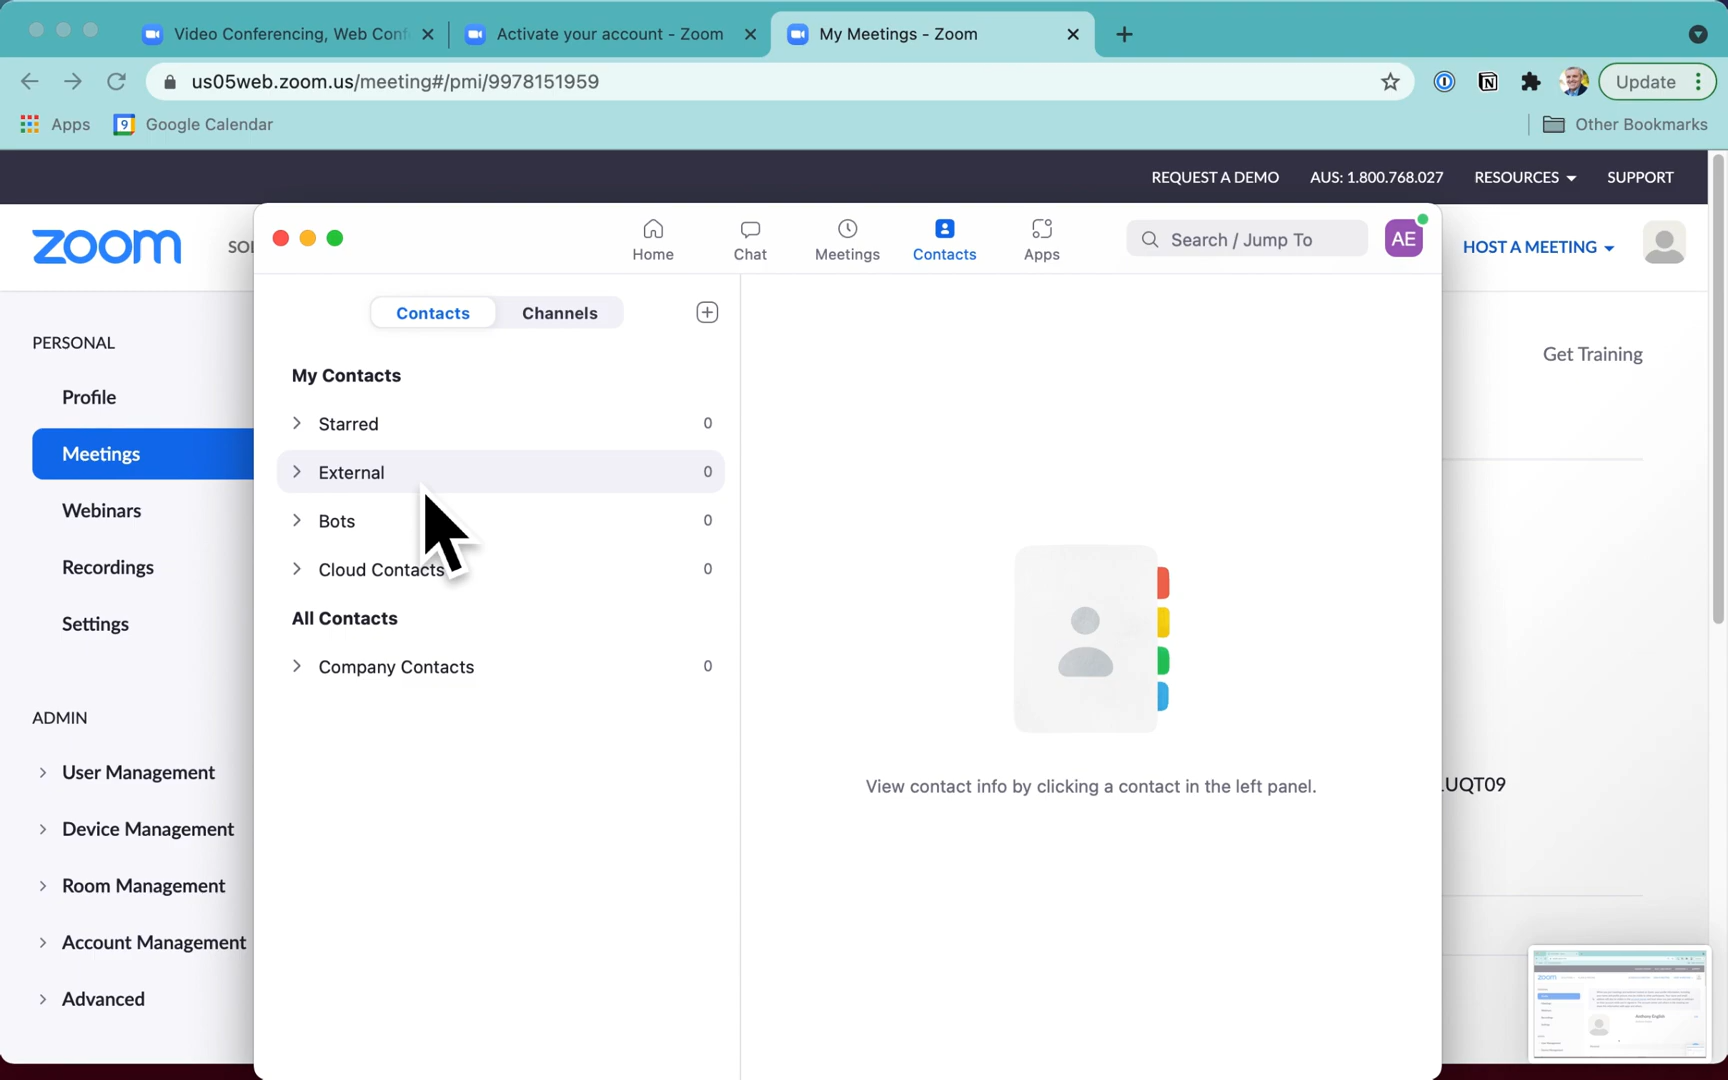 Video Conferencing, Web Conf
Activate your account - Zoom
My Meetings - Zoom
us05web.zoom.us/meeting#/pmi/9978151959
Update
Apps
9
Google Calendar
Other Bookmarks
REQUEST A DEMO
AUS: 1.800.768.027
RESOURCES
SUPPORT
zoom
SOL
Home
Chat
Meetings
Contacts
Apps
Search / Jump To
AE
HOST A MEETING
PERSONAL
Profile
Meetings
Webinars
Recordings
Settings
ADMIN
User Management
Device Management
Room Management
Account Management
Advanced
Contacts
Channels
My Contacts
Starred 0
External 0
Bots 0
Cloud Contacts 0
All Contacts
Company Contacts 0
View contact info by clicking a contact in the left panel.
Get Training
UQT09
zoom
Anthony English